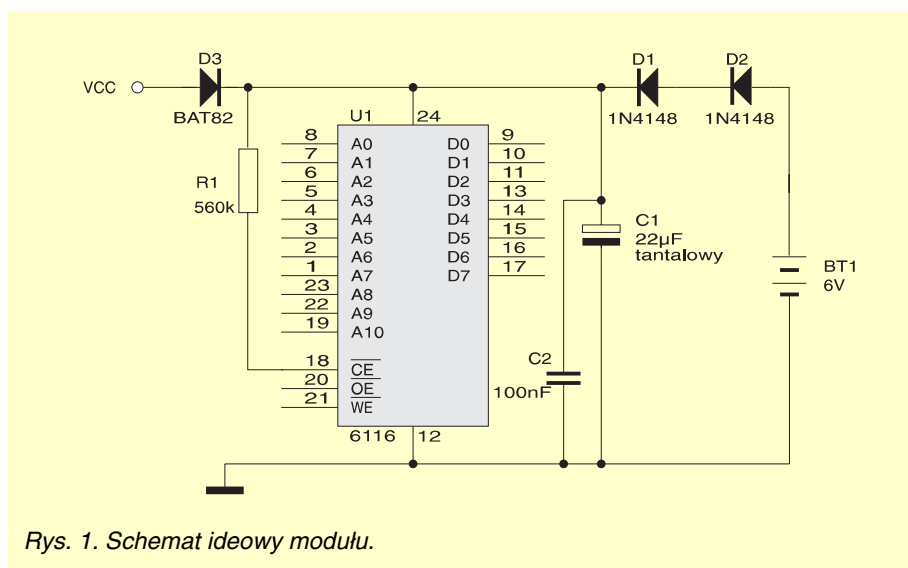 D3
D1
D2
VCC
BAT82
1N4148
1N4148
U1
24
8 A0 D0 9
7 A1 D1 10
6 A2 D2 11
5 A3 D3 13
4 A4 D4 14
3 A5 D5 15
2 A6 D6 16
1 A7 D7 17
23 A8
22 A9
19 A10
18 CE
20 OE
21 WE
6116
12
R1
560k
C1
22µF
tantalowy
BT1
6V
C2
100nF
Rys. 1. Schemat ideowy modułu.